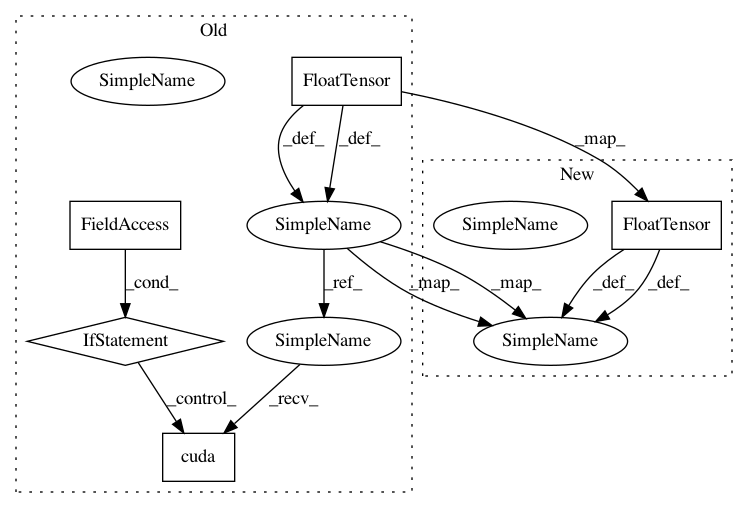 Old
SimpleName
FloatTensor
_def_
_def_
_map_
New
FieldAccess
SimpleName
SimpleName
FloatTensor
_cond_
_ref_
_map_
_map_
_def_
_def_
IfStatement
SimpleName
SimpleName
_control_
_recv_
cuda